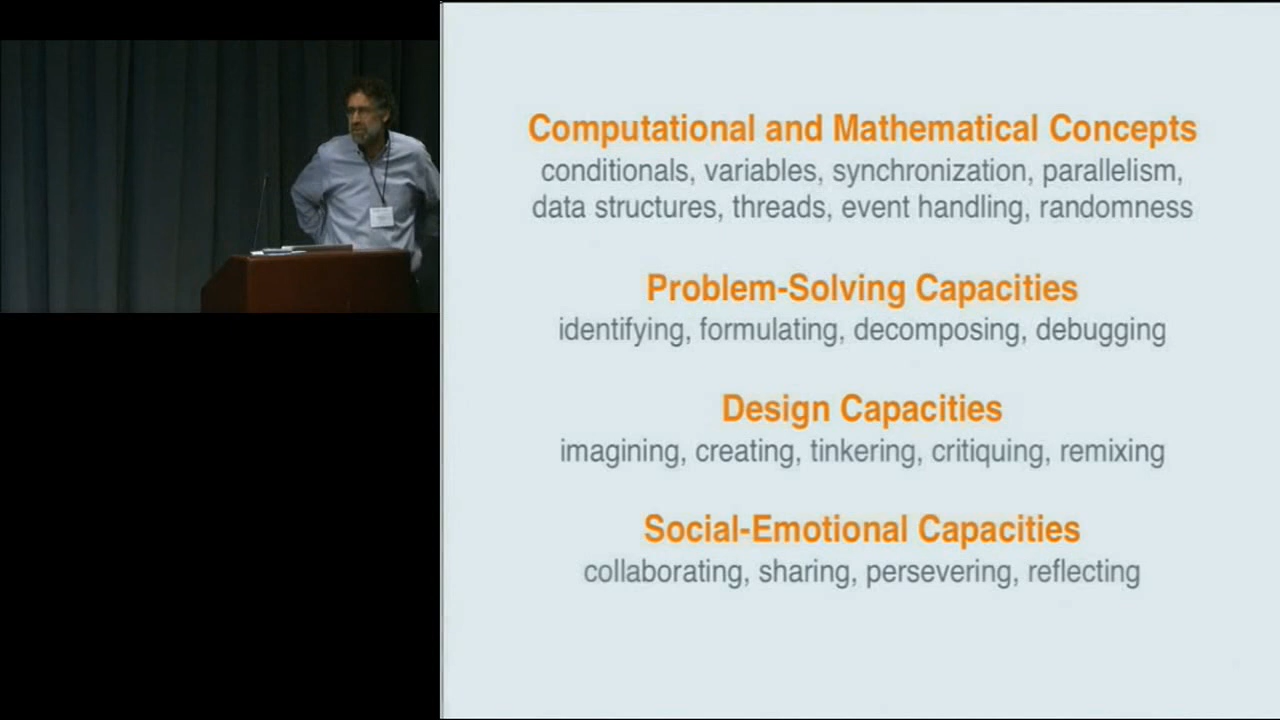 Computational and Mathematical Concepts
conditionals, variables, synchronization, parallelism,
data structures, threads, event handling, randomness
Problem-Solving Capacities
identifying, formulating, decomposing, debugging
Design Capacities
imagining, creating, tinkering, critiquing, remixing
Social-Emotional Capacities
collaborating, sharing, persevering, reflecting